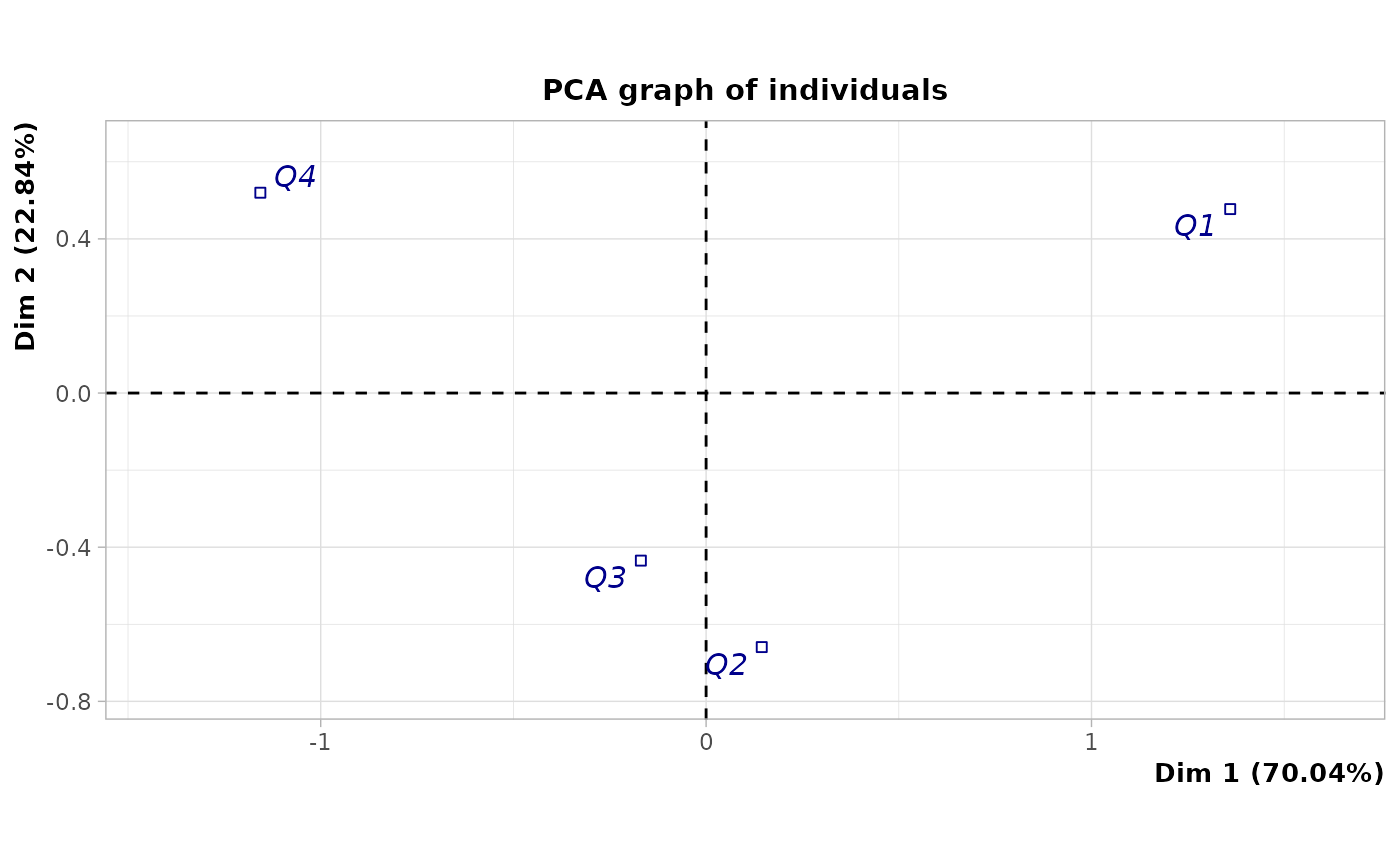 PCA graph of individuals
Dim 2 (22.84%)
Q4
Q1
0.4
0.0
-0.4
Q3
Q2
-0.8
-1
0
1
Dim 1 (70.04%)